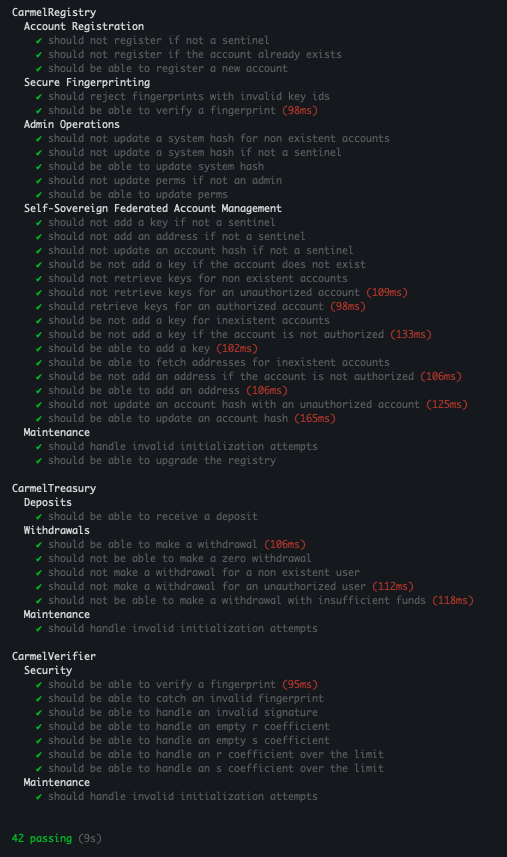 CarmelRegistry
Account Registration
✔ should not register if not a sentinel
✔ should not register if the account already exists
✔ should be able to register a new account
Secure Fingerprinting
✔ should reject fingerprints with invalid key ids
✔ should be able to verify a fingerprint (98ms)
Admin Operations
✔ should not update a system hash for non existent accounts
✔ should not update a system hash if not a sentinel
✔ should be able to update system hash
✔ should not update perms if not an admin
✔ should be able to update perms
Self-Sovereign Federated Account Management
✔ should not add a key if not a sentinel
✔ should not add an address if not a sentinel
✔ should not update an account hash if not a sentinel
✔ should be not add a key if the account does not exist
✔ should not retrieve keys for non existent accounts
✔ should not retrieve keys for an unauthorized account (109ms)
✔ should retrieve keys for an authorized account (98ms)
✔ should be not add a key for inexistent accounts
✔ should be not add a key if the account is not authorized (133ms)
✔ should be able to add a key (102ms)
✔ should be able to fetch addresses for inexistent accounts
✔ should be not add an address if the account is not authorized (106ms)
✔ should be able to add an address (106ms)
✔ should not update an account hash with an unauthorized account (125ms)
✔ should be able to update an account hash (165ms)
Maintenance
✔ should handle invalid initialization attempts
✔ should be able to upgrade the registry
CarmelTreasury
Deposits
✔ should be able to receive a deposit
Withdrawals
✔ should be able to make a withdrawal (106ms)
✔ should not be able to make a zero withdrawal
✔ should not make a withdrawal for a non existent user
✔ should not make a withdrawal for an unauthorized user (112ms)
✔ should not be able to make a withdrawal with insufficient funds (118ms)
Maintenance
✔ should handle invalid initialization attempts
CarmelVerifier
Security
✔ should be able to verify a fingerprint (95ms)
✔ should be able to catch an invalid fingerprint
✔ should be able to handle an invalid signature
✔ should be able to handle an empty r coefficient
✔ should be able to handle an empty s coefficient
✔ should be able to handle an r coefficient over the limit
✔ should be able to handle an s coefficient over the limit
Maintenance
✔ should handle invalid initialization attempts
42 passing (9s)